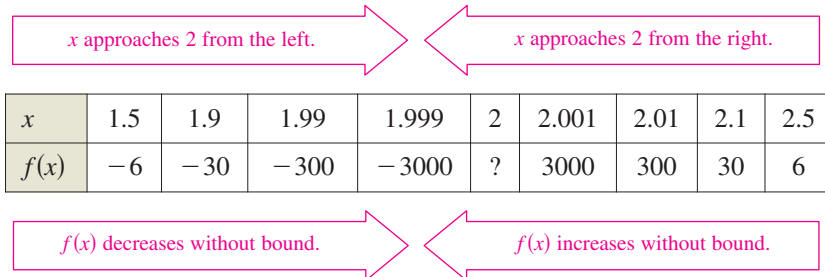 x approaches 2 from the left. x approaches 2 from the right.
x 1.5 1.9 1.99 1.999 2 2.001 2.01 2.1 2.5
f(x) −6 −30 −300 −3000 ? 3000 300 30 6
f(x) decreases without bound. f(x) increases without bound.